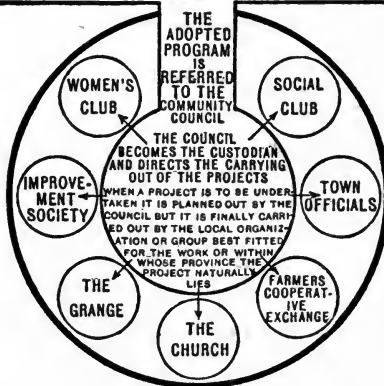 THE
ADOPTED
PROGRAM
IS
REFERRED
TO THE
COMMUNITY
COUNCIL
WOMEN'S
CLUB
SOCIAL
CLUB
THE COUNCIL
BECOMES THE CUSTODIAN
AND DIRECTS THE CARRYING
OUT OF THE PROJECTS
WHEN A PROJECT IS TO BE UNDER-
TAKEN IT IS PLANNED OUT BY THE
COUNCIL BUT IT IS FINALLY CARRI-
ED OUT BY THE LOCAL ORGANIZ-
ATION OR GROUP BEST FITTED
FOR THE WORK OR WITHIN
WHOSE PROVINCE THE
PROJECT NATURALLY
LIES
IMPROVE-
MENT
SOCIETY
TOWN
OFFICIALS
THE
GRANGE
FARMERS
COOPERAT-
IVE
EXCHANGE
THE
CHURCH